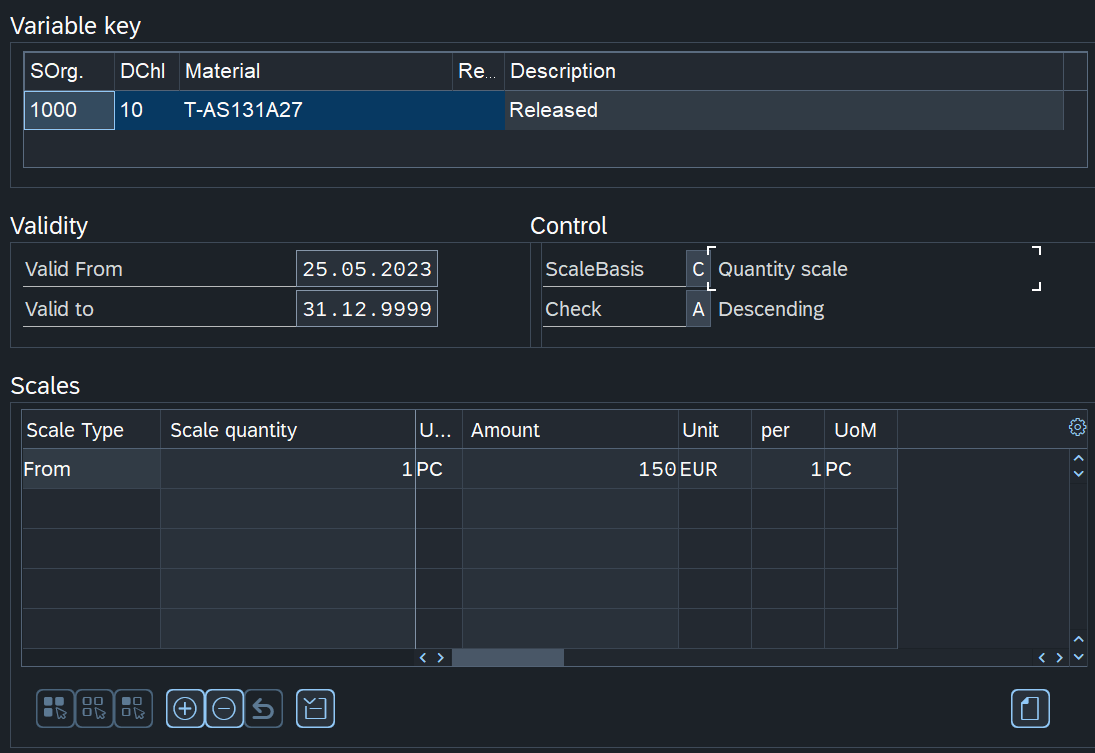 Variable key
SOrg. DChl Material Re... Description
1000 10 T-AS131A27 Released
Validity Control
Valid From 25.05.2023 ScaleBasis C Quantity scale
Valid to 31.12.9999 Check A Descending
Scales
Scale Type Scale quantity U... Amount Unit per UoM
From 1 PC 150 EUR 1 PC